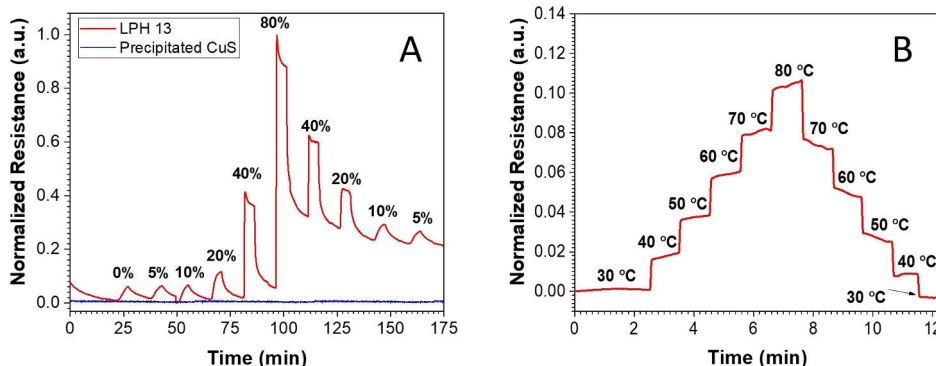 A
LPH 13
Precipitated CuS
Normalized Resistance (a.u.)
1.0
0.8
0.6
0.4
0.2
0.0
0%
5%
10%
20%
40%
80%
40%
20%
10%
5%
0
25
50
75
100
125
150
175
Time (min)
B
Normalized Resistance (a.u.)
0.14
0.12
0.10
0.08
0.06
0.04
0.02
0.00
30 °C
40 °C
50 °C
60 °C
70 °C
80 °C
70 °C
60 °C
50 °C
40 °C
30 °C
0
2
4
6
8
10
12
Time (min)